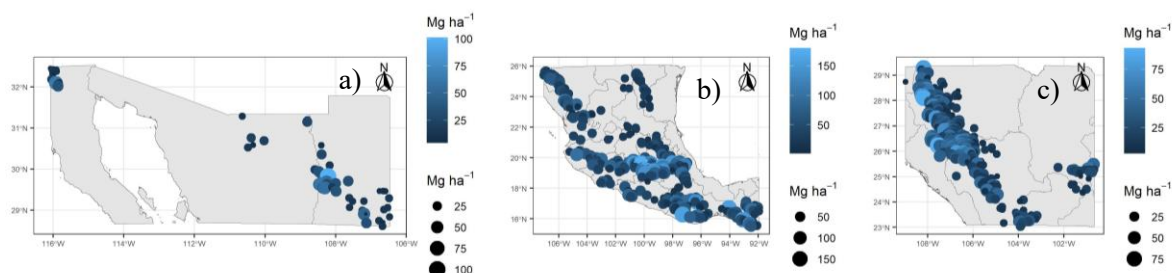 Mg ha⁻¹
100
75
50
25
Mg ha⁻¹
25
50
75
100
a)
N
32°N
31°N
30°N
29°N
116°W
114°W
112°W
110°W
108°W
106°W
100°W
Mg ha⁻¹
150
100
50
Mg ha⁻¹
50
100
150
b)
N
26°N
24°N
22°N
20°N
18°N
16°N
106°W
104°W
102°W
100°W
98°W
96°W
94°W
92°W
Mg ha⁻¹
75
50
25
Mg ha⁻¹
25
50
75
c)
N
29°N
28°N
27°N
26°N
25°N
24°N
23°N
108°W
106°W
104°W
102°W